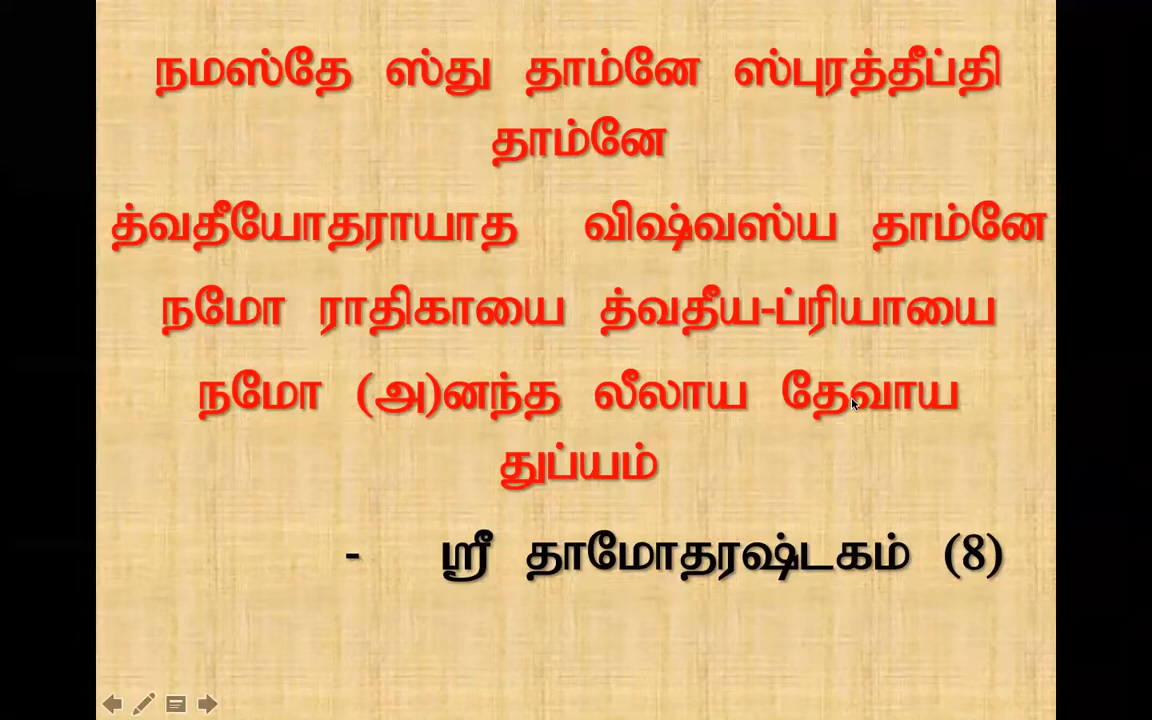 நமஸ்தே ஸ்து தாம்னே ஸ்புரத்தீப்தி
தாம்னே
த்வதீயோதராயாத விஷ்வஸ்ய தாம்னே
நமோ ராதிகாயை த்வதீய-ப்ரியாயை
நமோ (அ)னந்த லீலாய தேவாய
துப்யம்
- ஸ்ரீ தாமோதரஷ்டகம் (8)